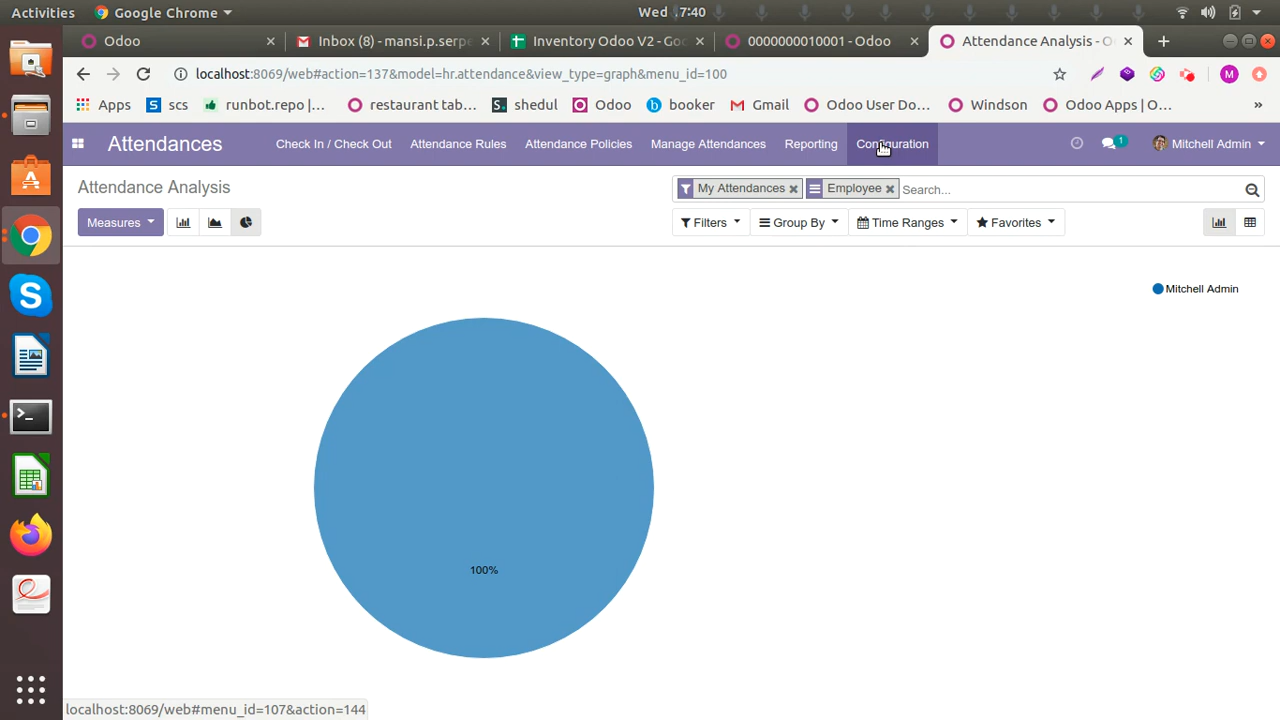 Activities Google Chrome Wed 17:40
Odoo Inbox (8) - mansi.p.serpe Inventory Odoo V2 - Goo 0000000010001 - Odoo Attendance Analysis - O
localhost:8069/web#action=137&model=hr.attendance&view_type=graph&menu_id=100 M
Apps scs runbot.repo |... restaurant tab... shedul Odoo booker Gmail Odoo User Do... Windson Odoo Apps | O... »
Attendances Check In / Check Out Attendance Rules Attendance Policies Manage Attendances Reporting Configuration 1 Mitchell Admin
Attendance Analysis My Attendances Employee Search...
Measures Filters Group By Time Ranges Favorites
Mitchell Admin
100%
localhost:8069/web#menu_id=107&action=144